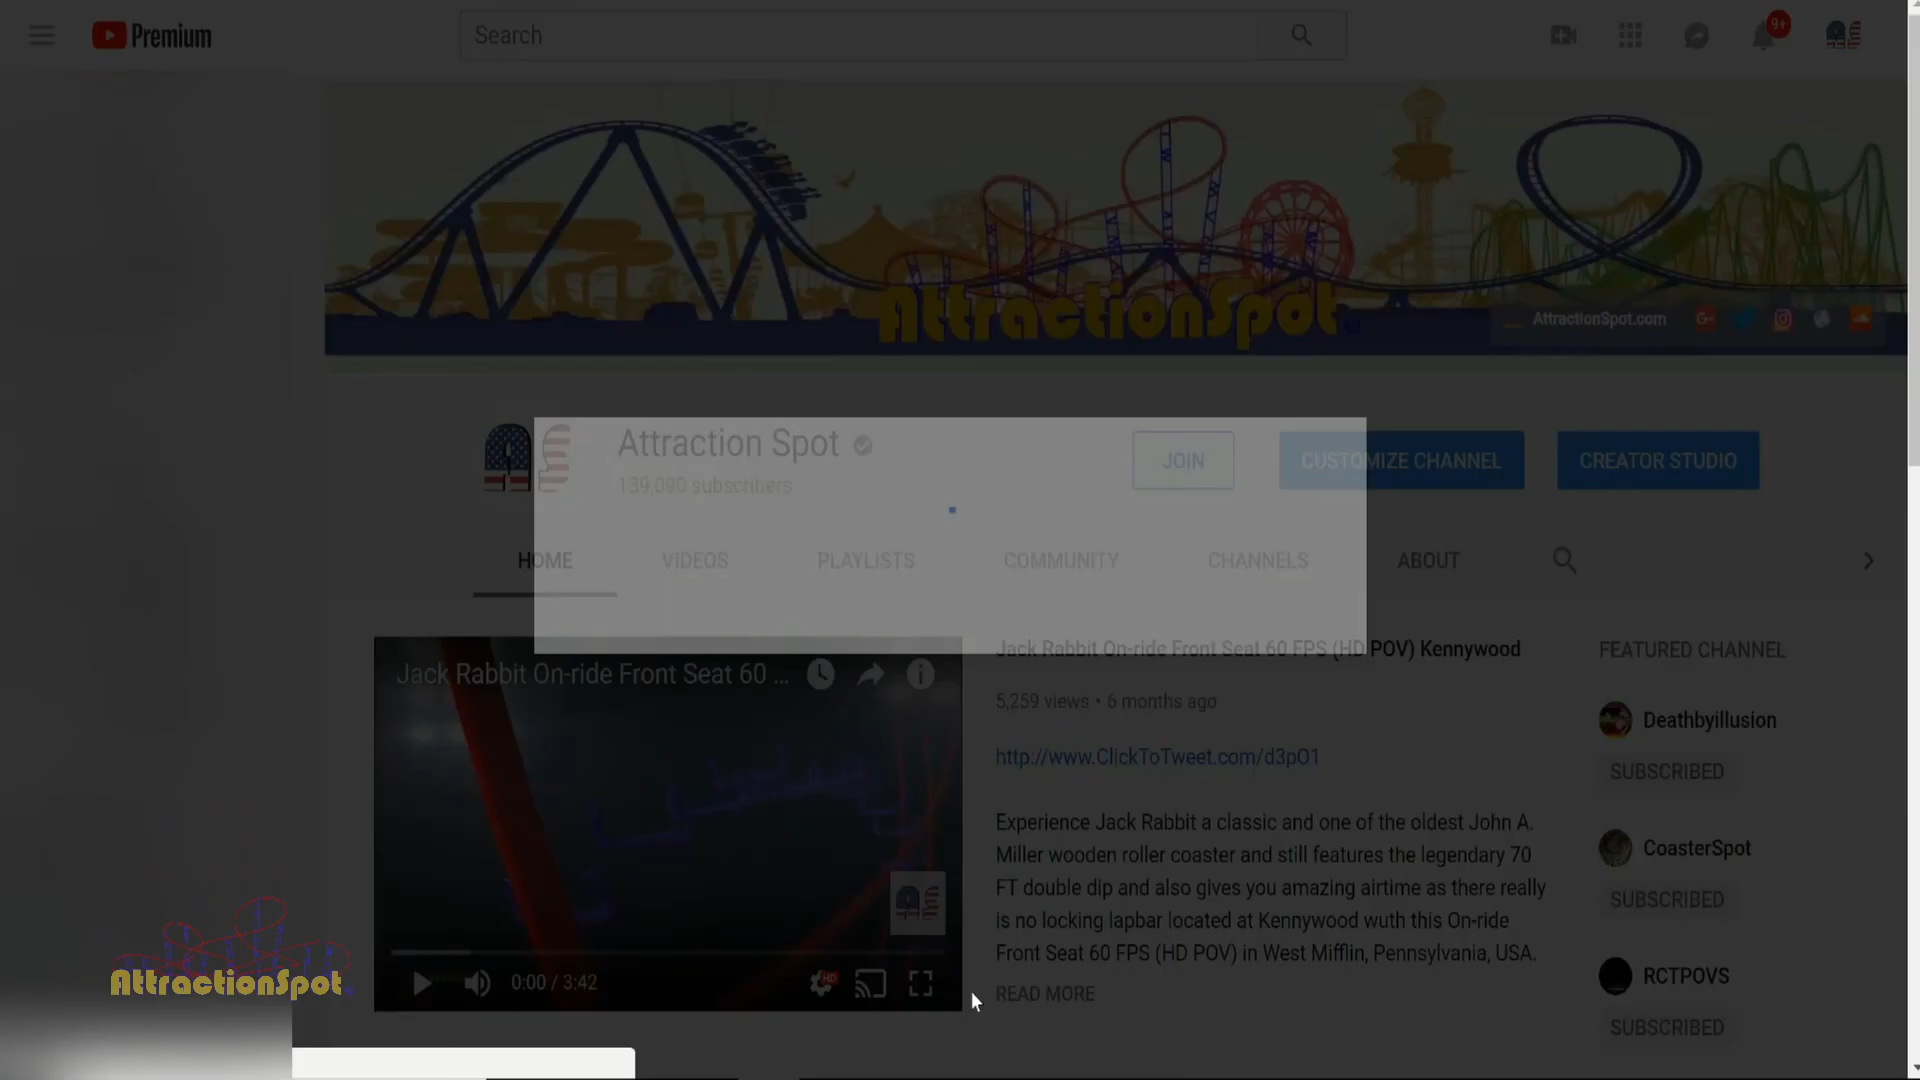 Premium
Search
9+
AttractionSpot
AttractionSpot.com
Attraction Spot
139,090 subscribers
JOIN
CUSTOMIZE CHANNEL
CREATOR STUDIO
HOME
VIDEOS
PLAYLISTS
COMMUNITY
CHANNELS
ABOUT
Jack Rabbit On-ride Front Seat 60 ...
HD
0:00 / 3:42
Jack Rabbit On-ride Front Seat 60 FPS (HD POV) Kennywood
5,259 views • 6 months ago
http://www.ClickToTweet.com/d3pO1
Experience Jack Rabbit a classic and one of the oldest John A.
Miller wooden roller coaster and still features the legendary 70
FT double dip and also gives you amazing airtime as there really
is no locking lapbar located at Kennywood wuth this On-ride
Front Seat 60 FPS (HD POV) in West Mifflin, Pennsylvania, USA.
READ MORE
FEATURED CHANNEL
Deathbyillusion
SUBSCRIBED
CoasterSpot
SUBSCRIBED
RCTPOVS
SUBSCRIBED
AttractionSpot